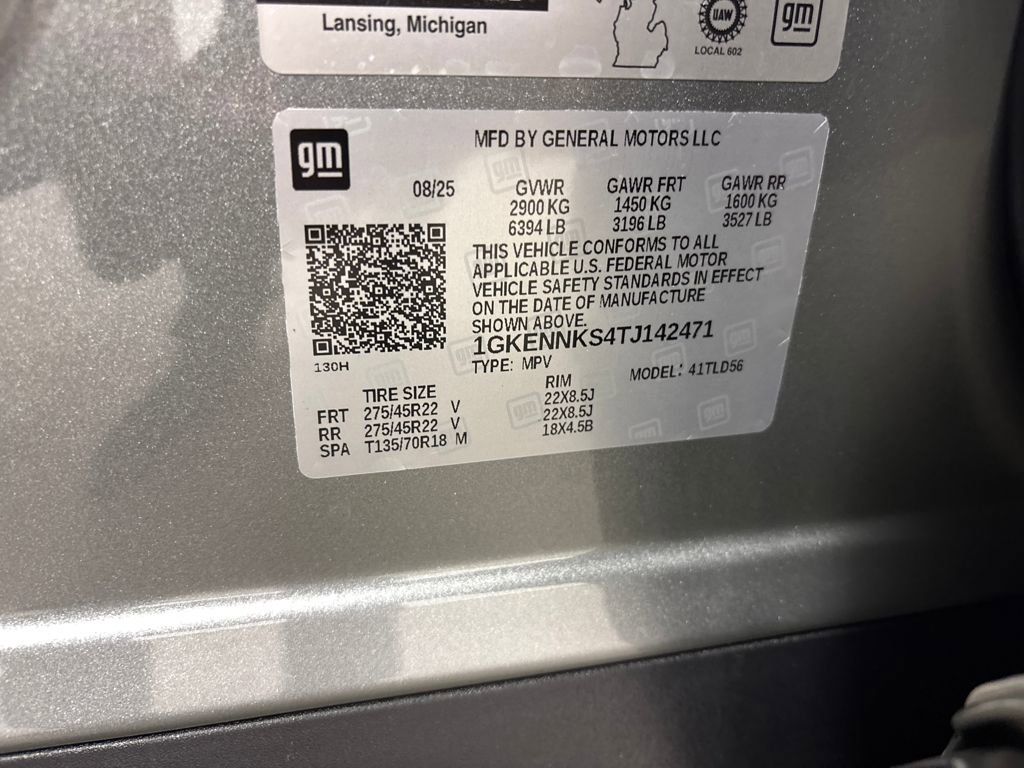 Lansing, Michigan
UAW
LOCAL 602
gm
gm
MFD BY GENERAL MOTORS LLC
08/25
GVWR GAWR FRT GAWR RR
2900 KG 1450 KG 1600 KG
6394 LB 3196 LB 3527 LB
THIS VEHICLE CONFORMS TO ALL
APPLICABLE U.S. FEDERAL MOTOR
VEHICLE SAFETY STANDARDS IN EFFECT
ON THE DATE OF MANUFACTURE
SHOWN ABOVE.
1GKENNKS4TJ142471
130H
TYPE: MPV MODEL: 41TLD56
TIRE SIZE RIM
FRT 275/45R22 V 22X8.5J
RR 275/45R22 V 22X8.5J
SPA T135/70R18 M 18X4.5B